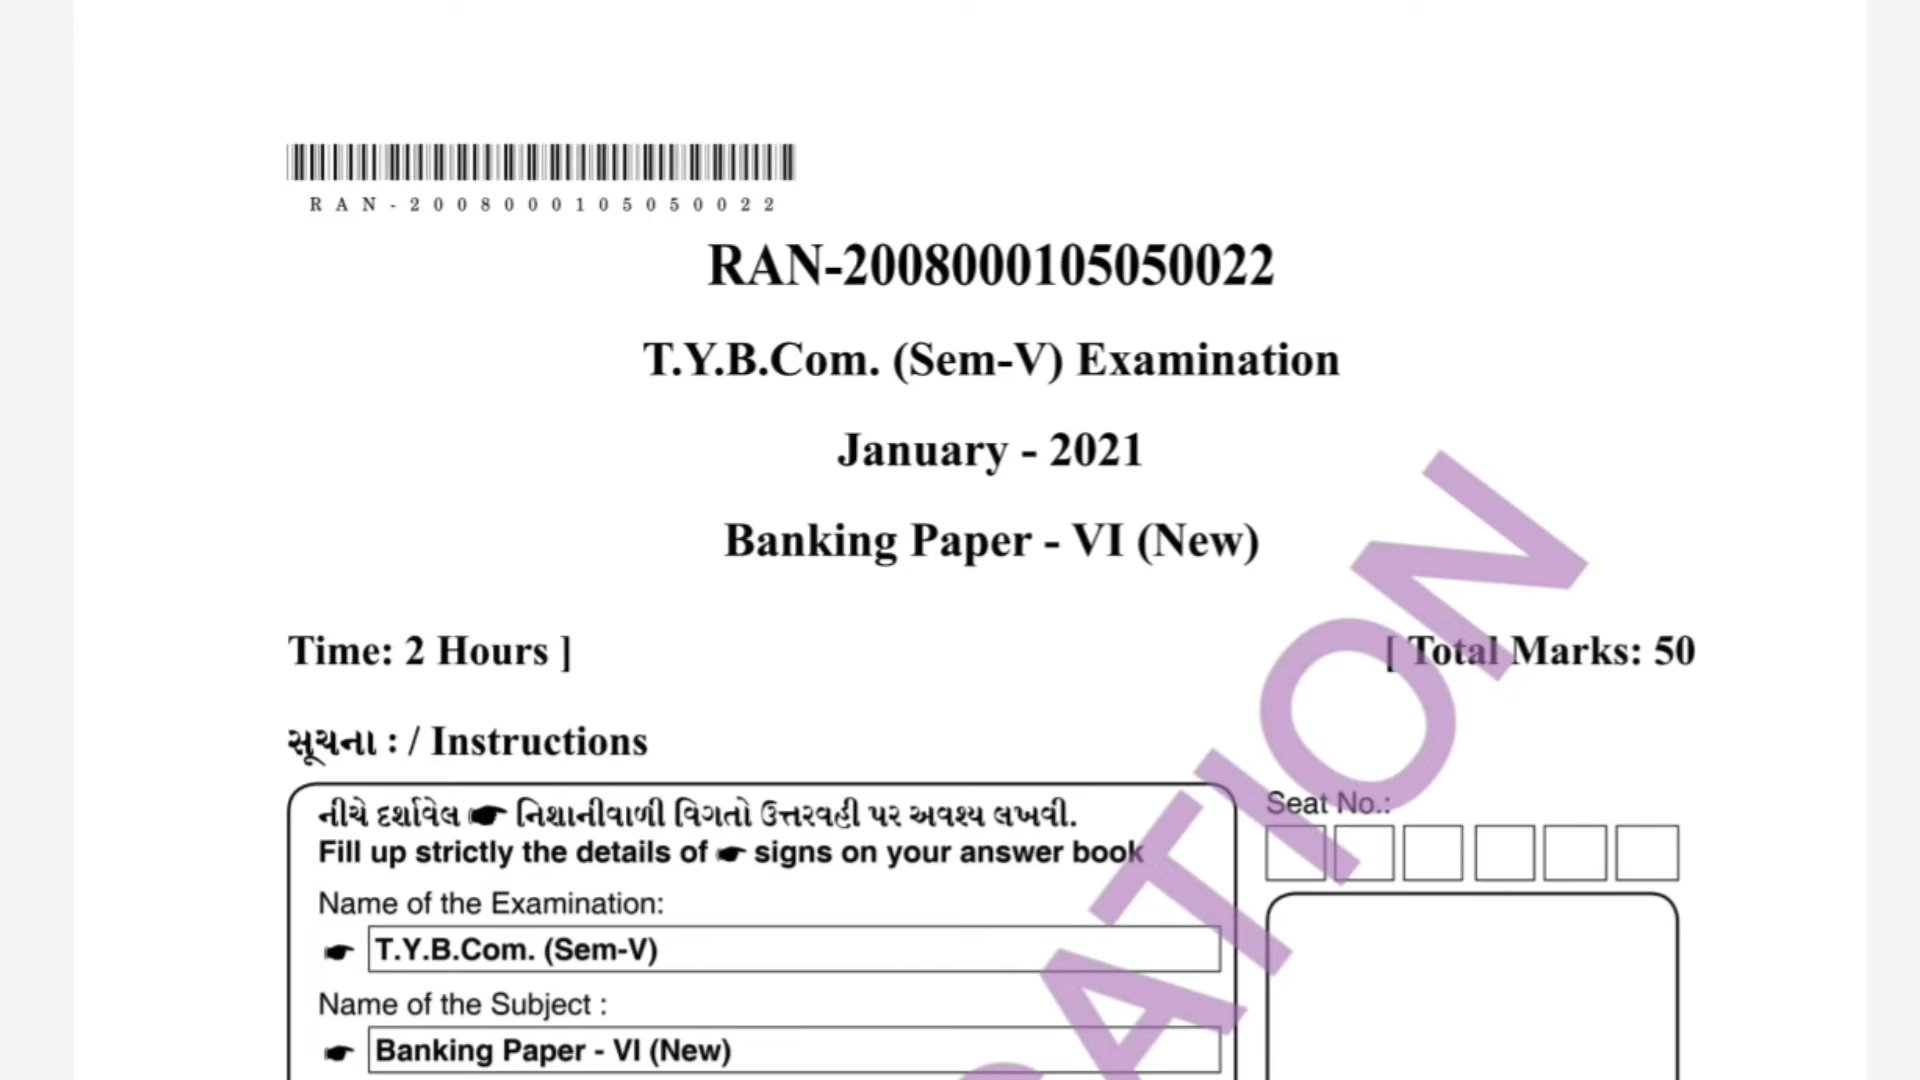 RAN-2008000105050022
RAN-2008000105050022
T.Y.B.Com. (Sem-V) Examination
January - 2021
Banking Paper - VI (New)
Time: 2 Hours ]
[ Total Marks: 50
સૂચના : / Instructions
નીચે દર્શાવેલ ☛ નિશાનીવાળી વિગતો ઉત્તરવહી પર અવશ્ય લખવી.
Fill up strictly the details of ☛ signs on your answer book
Name of the Examination:
☛ T.Y.B.Com. (Sem-V)
Name of the Subject :
☛ Banking Paper - VI (New)
Seat No.:
ATION